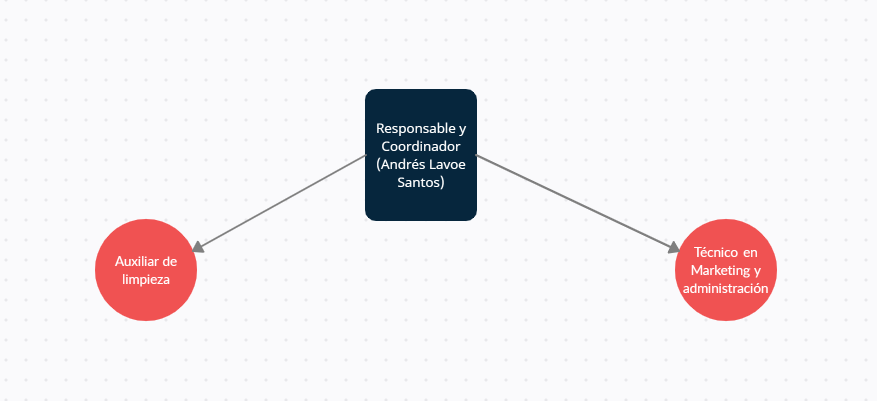 Responsable y
Coordinador
(Andrés Lavoe
Santos)
Auxiliar de
limpieza
Técnico en
Marketing y
administración